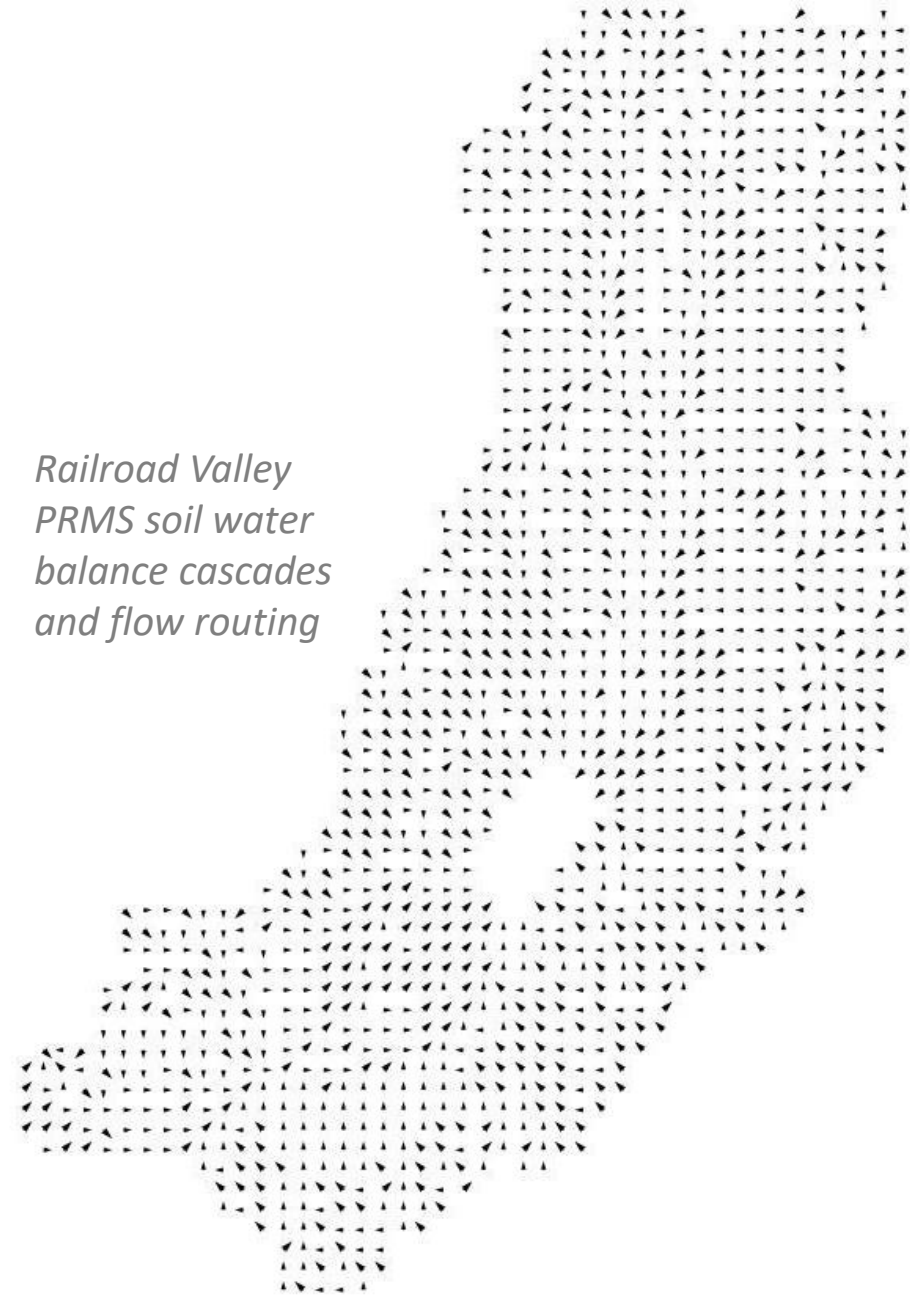 Railroad Valley
PRMS soil water
balance cascades
and flow routing